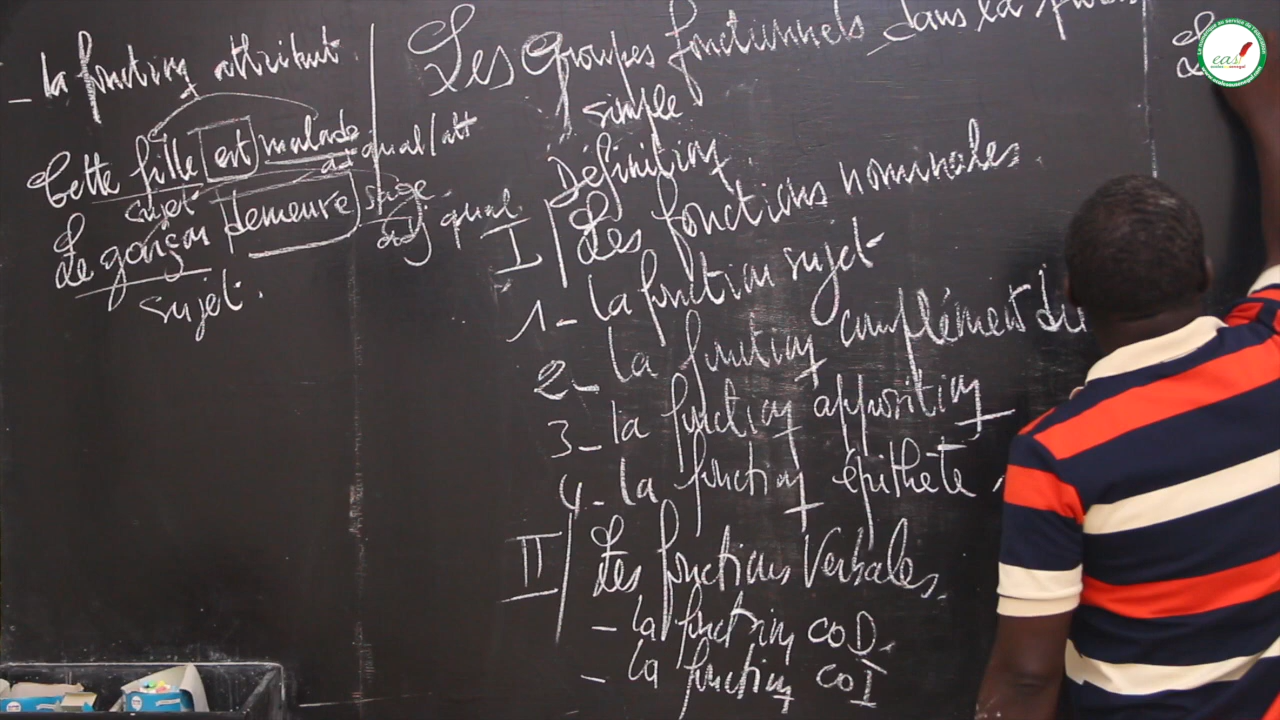 - la fonction attribut.
Cette fille est malade
adj qual/att
sujet
Le garçon demeure sage
adj qual.
sujet.
Les groupes fonctionnels dans la
simple
Définition
I/ Les fonctions nominales.
1- la fonction sujet
2- la fonction complément du
3- la fonction apposition
4- la fonction épithète
II/ Les fonctions Verbales.
- la fonction COD.
- la fonction COI
eas